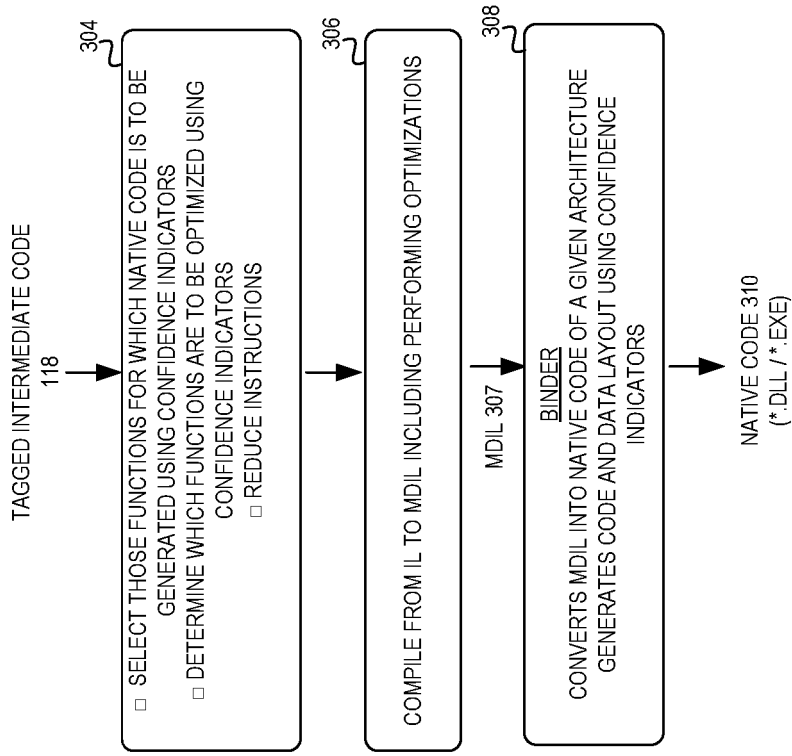 TAGGED INTERMEDIATE CODE
118
304
□ SELECT THOSE FUNCTIONS FOR WHICH NATIVE CODE IS TO BE
GENERATED USING CONFIDENCE INDICATORS
□ DETERMINE WHICH FUNCTIONS ARE TO BE OPTIMIZED USING
CONFIDENCE INDICATORS
□ REDUCE INSTRUCTIONS
306
COMPILE FROM IL TO MDIL INCLUDING PERFORMING OPTIMIZATIONS
MDIL 307
308
BINDER
CONVERTS MDIL INTO NATIVE CODE OF A GIVEN ARCHITECTURE
GENERATES CODE AND DATA LAYOUT USING CONFIDENCE
INDICATORS
NATIVE CODE 310
(*.DLL / *.EXE)